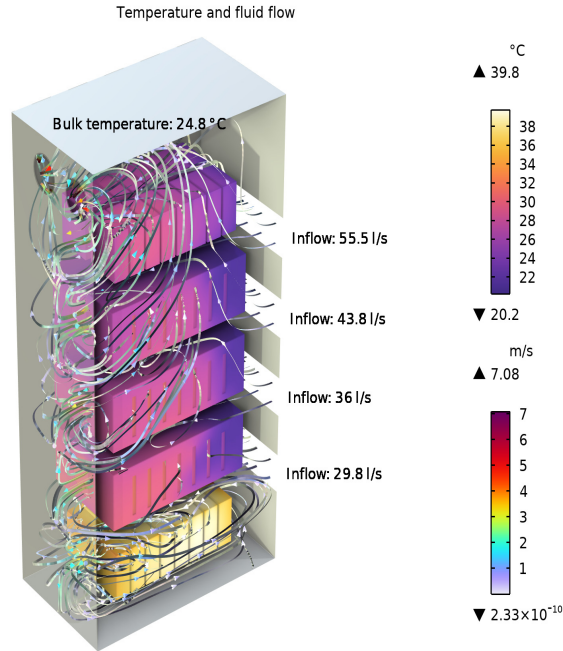 Temperature and fluid flow
°C
▲ 39.8
Bulk temperature: 24.8 °C
38
36
34
32
30
28
26
24
22
▼ 20.2
Inflow: 55.5 l/s
Inflow: 43.8 l/s
Inflow: 36 l/s
Inflow: 29.8 l/s
m/s
▲ 7.08
7
6
5
4
3
2
1
▼ 2.33×10⁻¹⁰